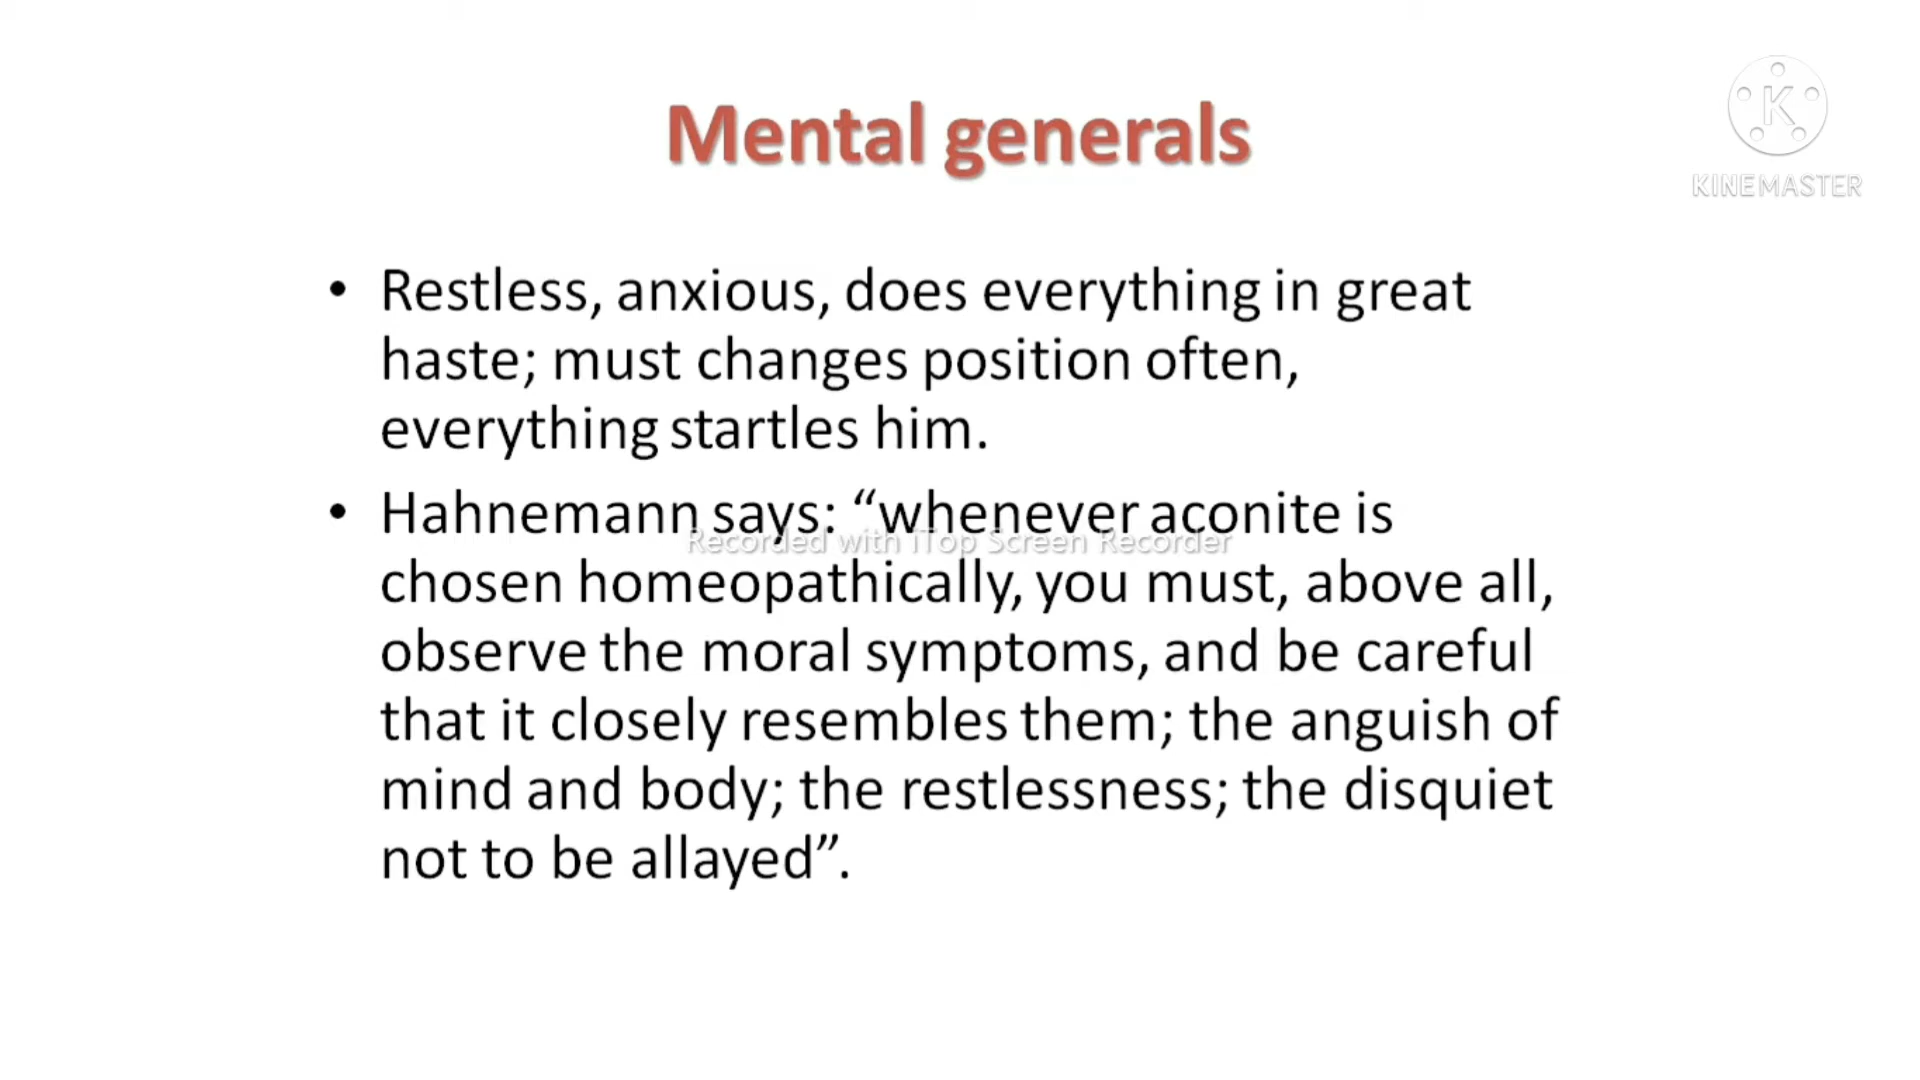 Mental generals
K
KINEMASTER
• Restless, anxious, does everything in great
haste; must changes position often,
everything startles him.
• Hahnemann says: “whenever aconite is
Recorded with iTop Screen Recorder
chosen homeopathically, you must, above all,
observe the moral symptoms, and be careful
that it closely resembles them; the anguish of
mind and body; the restlessness; the disquiet
not to be allayed”.